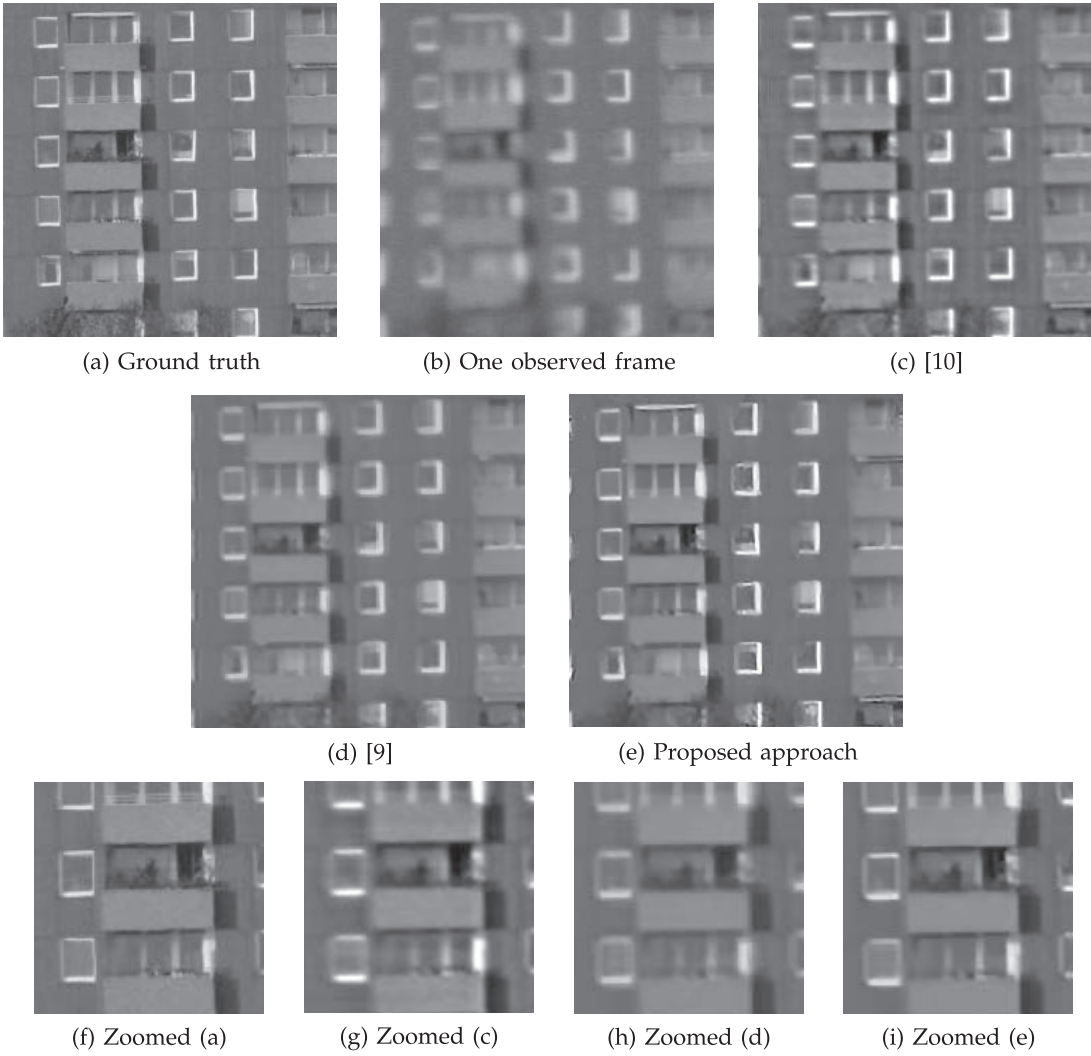 (a) Ground truth
(b) One observed frame
(c) [10]
(d) [9]
(e) Proposed approach
(f) Zoomed (a)
(g) Zoomed (c)
(h) Zoomed (d)
(i) Zoomed (e)